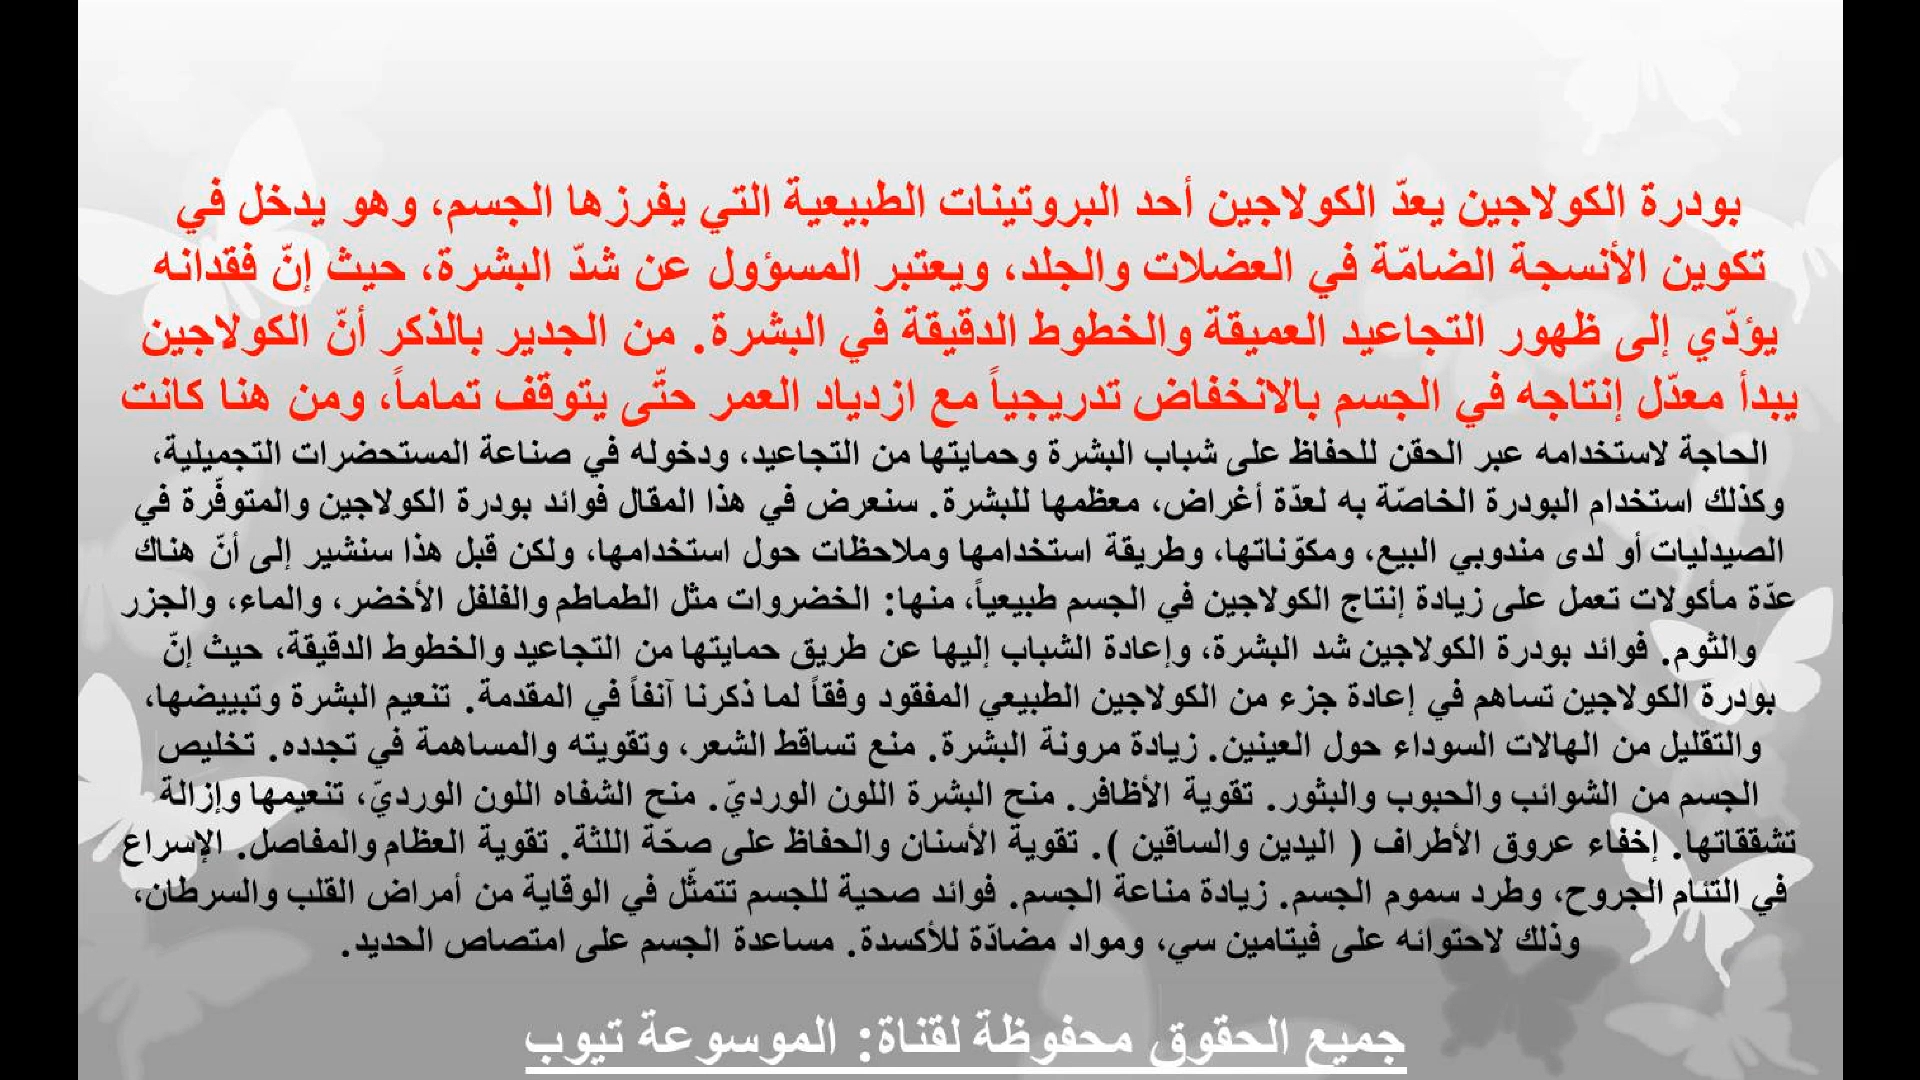 بودرة الكولاجين يعدّ الكولاجين أحد البروتينات الطبيعية التي يفرزها الجسم، وهو يدخل في
تكوين الأنسجة الضامّة في العضلات والجلد، ويعتبر المسؤول عن شدّ البشرة، حيث إنّ فقدانه
يؤدّي إلى ظهور التجاعيد العميقة والخطوط الدقيقة في البشرة. من الجدير بالذكر أنّ الكولاجين
يبدأ معدّل إنتاجه في الجسم بالانخفاض تدريجياً مع ازدياد العمر حتّى يتوقف تماماً، ومن هنا كانت
الحاجة لاستخدامه عبر الحقن للحفاظ على شباب البشرة وحمايتها من التجاعيد، ودخوله في صناعة المستحضرات التجميلية،
وكذلك استخدام البودرة الخاصّة به لعدّة أغراض، معظمها للبشرة. سنعرض في هذا المقال فوائد بودرة الكولاجين والمتوفّرة في
الصيدليات أو لدى مندوبي البيع، ومكوّناتها، وطريقة استخدامها وملاحظات حول استخدامها، ولكن قبل هذا سنشير إلى أنّ هناك
عدّة مأكولات تعمل على زيادة إنتاج الكولاجين في الجسم طبيعياً، منها: الخضروات مثل الطماطم والفلفل الأخضر، والماء، والجزر
والثوم. فوائد بودرة الكولاجين شد البشرة، وإعادة الشباب إليها عن طريق حمايتها من التجاعيد والخطوط الدقيقة، حيث إنّ
بودرة الكولاجين تساهم في إعادة جزء من الكولاجين الطبيعي المفقود وفقاً لما ذكرنا آنفاً في المقدمة. تنعيم البشرة وتبييضها،
والتقليل من الهالات السوداء حول العينين. زيادة مرونة البشرة. منع تساقط الشعر، وتقويته والمساهمة في تجدده. تخليص
الجسم من الشوائب والحبوب والبثور. تقوية الأظافر. منح البشرة اللون الورديّ. منح الشفاه اللون الورديّ، تنعيمها وإزالة
تشققاتها. إخفاء عروق الأطراف ( اليدين والساقين ). تقوية الأسنان والحفاظ على صحّة اللثة. تقوية العظام والمفاصل. الإسراع
في التئام الجروح، وطرد سموم الجسم. زيادة مناعة الجسم. فوائد صحية للجسم تتمثّل في الوقاية من أمراض القلب والسرطان،
وذلك لاحتوائه على فيتامين سي، ومواد مضادّة للأكسدة. مساعدة الجسم على امتصاص الحديد.
جميع الحقوق محفوظة لقناة: الموسوعة تيوب